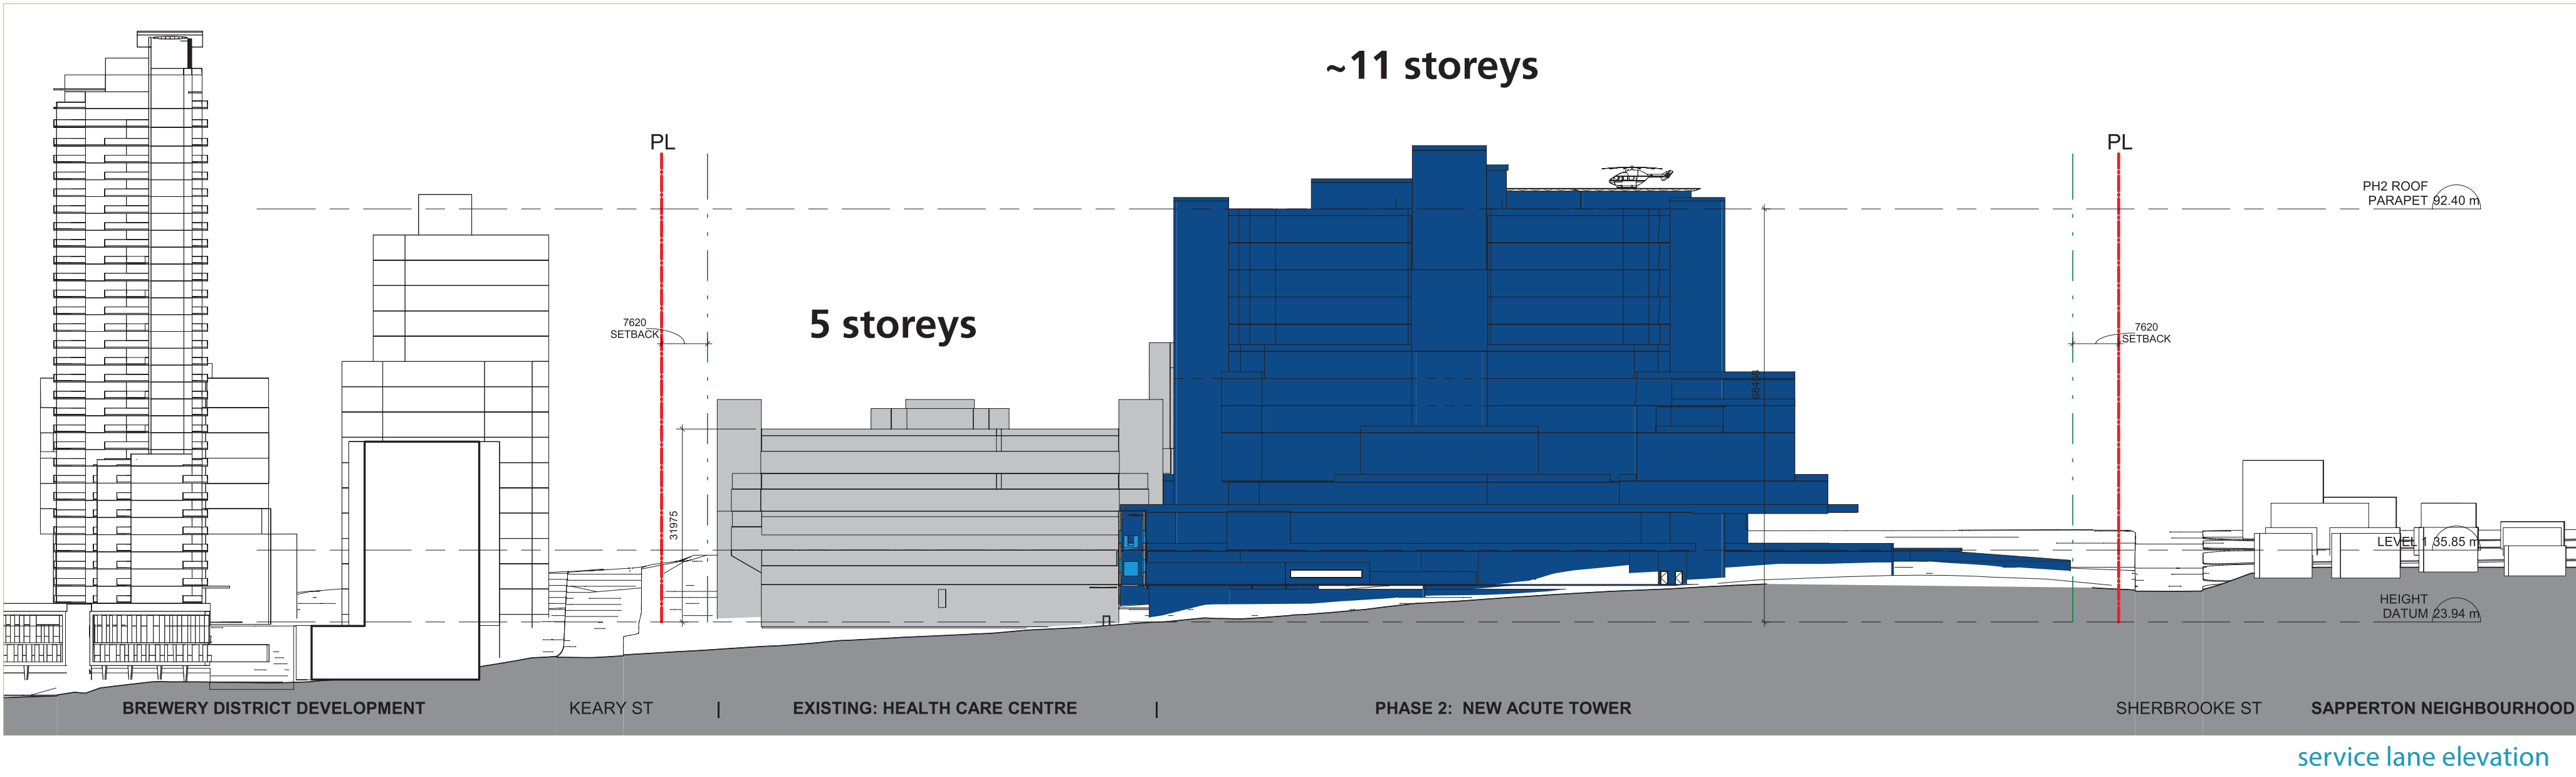 ~11 storeys
PL
PL
PH2 ROOF
PARAPET 92.40 m
5 storeys
7620
SETBACK
7620
SETBACK
68458
31975
LEVEL 1 35.85 m
HEIGHT
DATUM 23.94 m
BREWERY DISTRICT DEVELOPMENT
KEARY ST
|
EXISTING: HEALTH CARE CENTRE
|
PHASE 2: NEW ACUTE TOWER
SHERBROOKE ST
SAPPERTON NEIGHBOURHOOD
service lane elevation